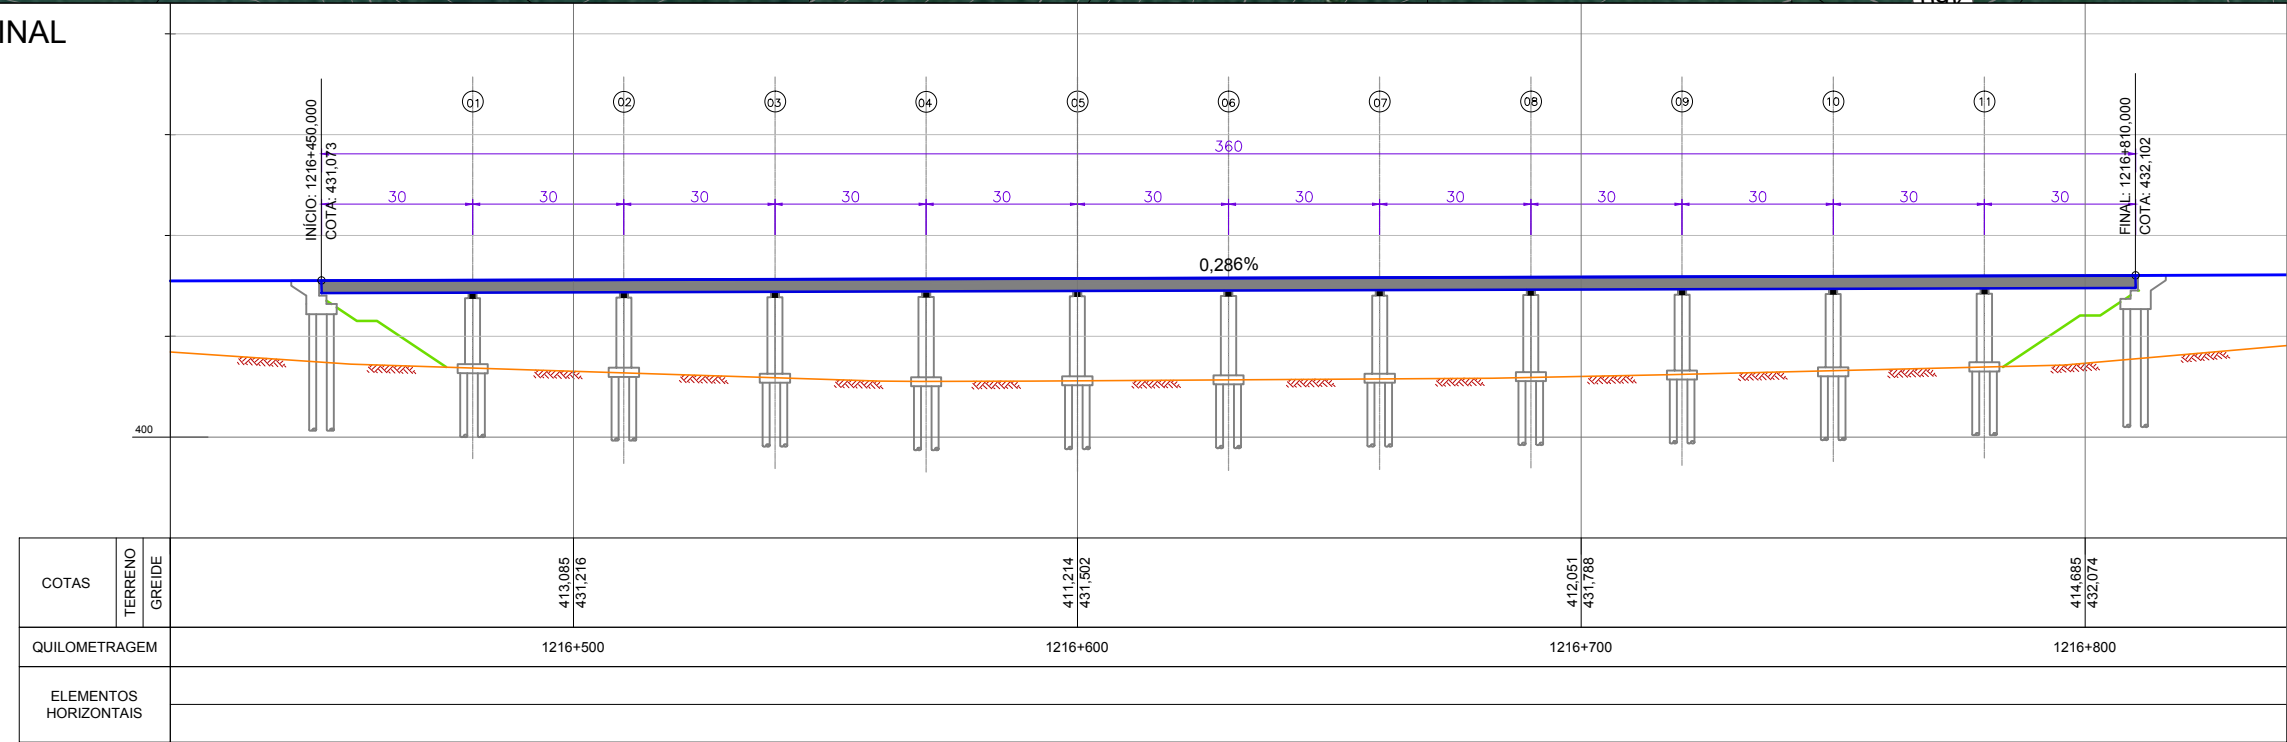 INAL
01 02 03 04 05 06 07 08 09 10 11
INÍCIO: 1216+450,000
COTA: 431,073
FINAL: 1216+810,000
COTA: 432,102
360
30 30 30 30 30 30 30 30 30 30 30 30
0,286%
400
COTAS
TERRENO
GREIDE
413,085
431,216
411,214
431,502
412,051
431,788
414,685
432,074
QUILOMETRAGEM
1216+500 1216+600 1216+700 1216+800
ELEMENTOS
HORIZONTAIS